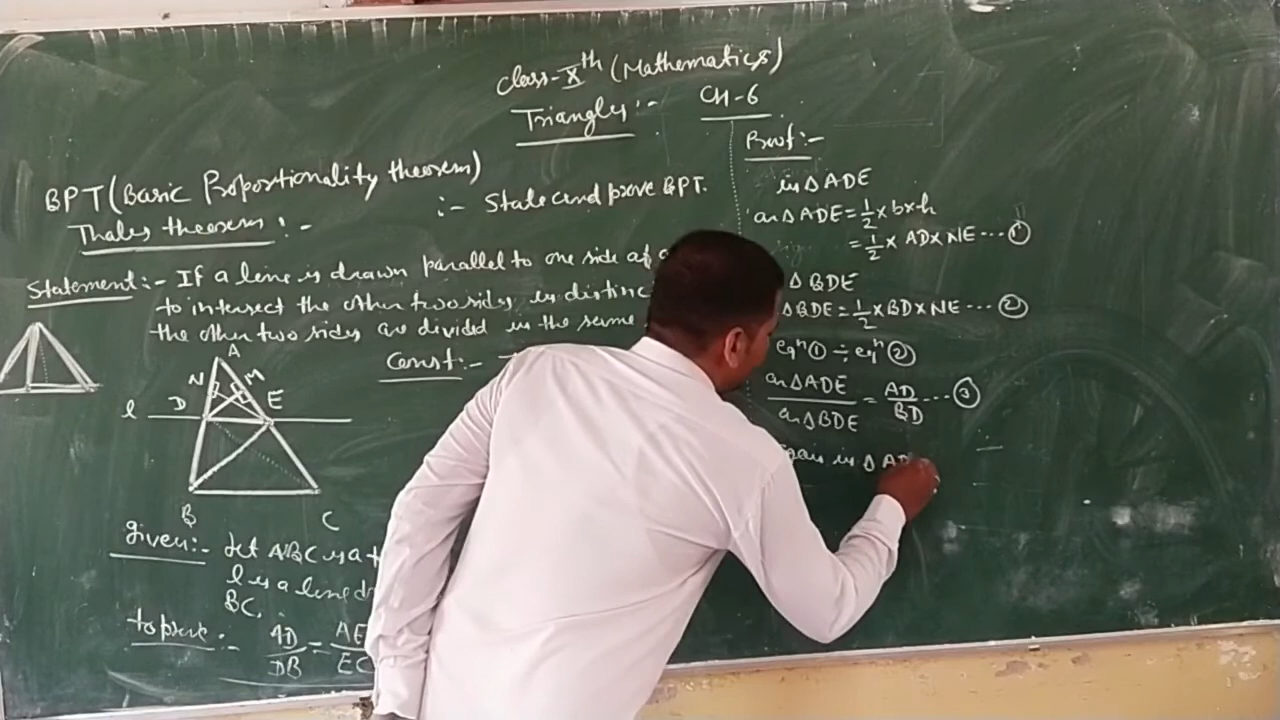 Class-Xth (Mathematics)
Triangles :- CH-6
BPT (Basic Proportionality theorem)
Thales theorem :-
:- State and prove BPT.
Statement :- If a line is drawn parallel to one side of a
to intersect the other two sides in distinc
the other two sides are divided in the same
A
N M
l D E
B C
Const :-
given :- Let ABC is a t
l is a line d
BC.
to prove :- AD/DB = AE/EC
Proof :-
in Δ ADE
ar Δ ADE = 1/2 × b × h
= 1/2 × AD × NE ---- ①
Δ BDE
Δ BDE = 1/2 × BD × NE ---- ②
eqⁿ ① ÷ eqⁿ ②
ar Δ ADE / ar Δ BDE = AD/BD ---- ③
in Δ AD